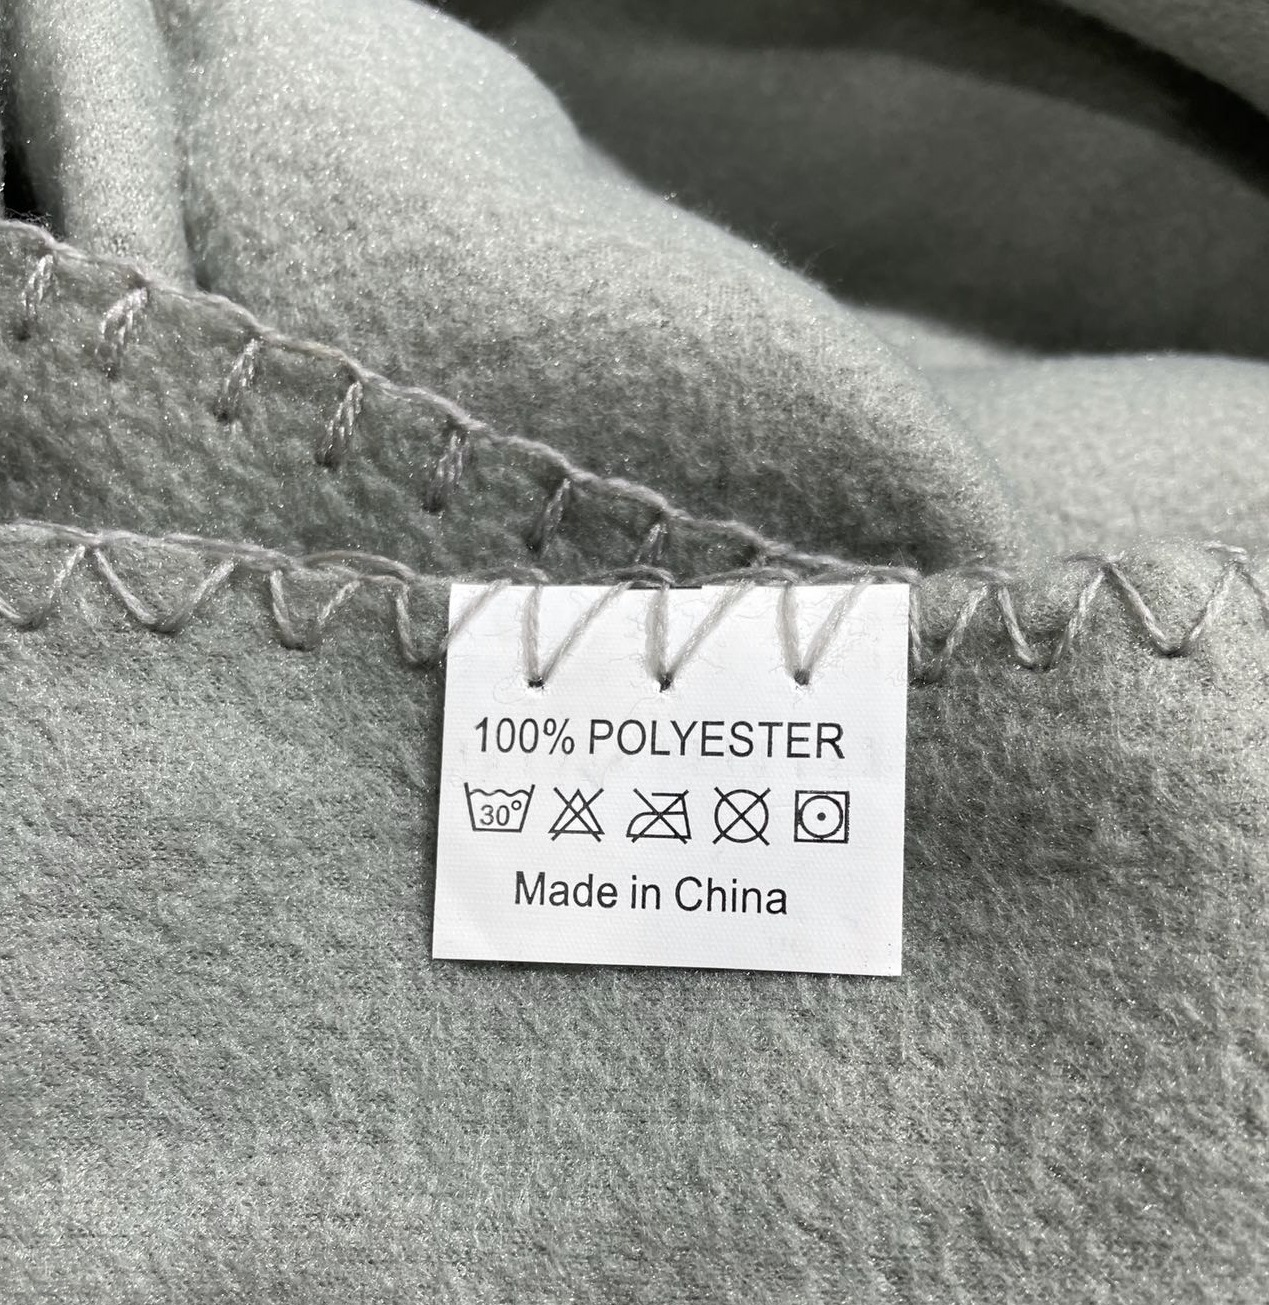 100% POLYESTER
30°
Made in China